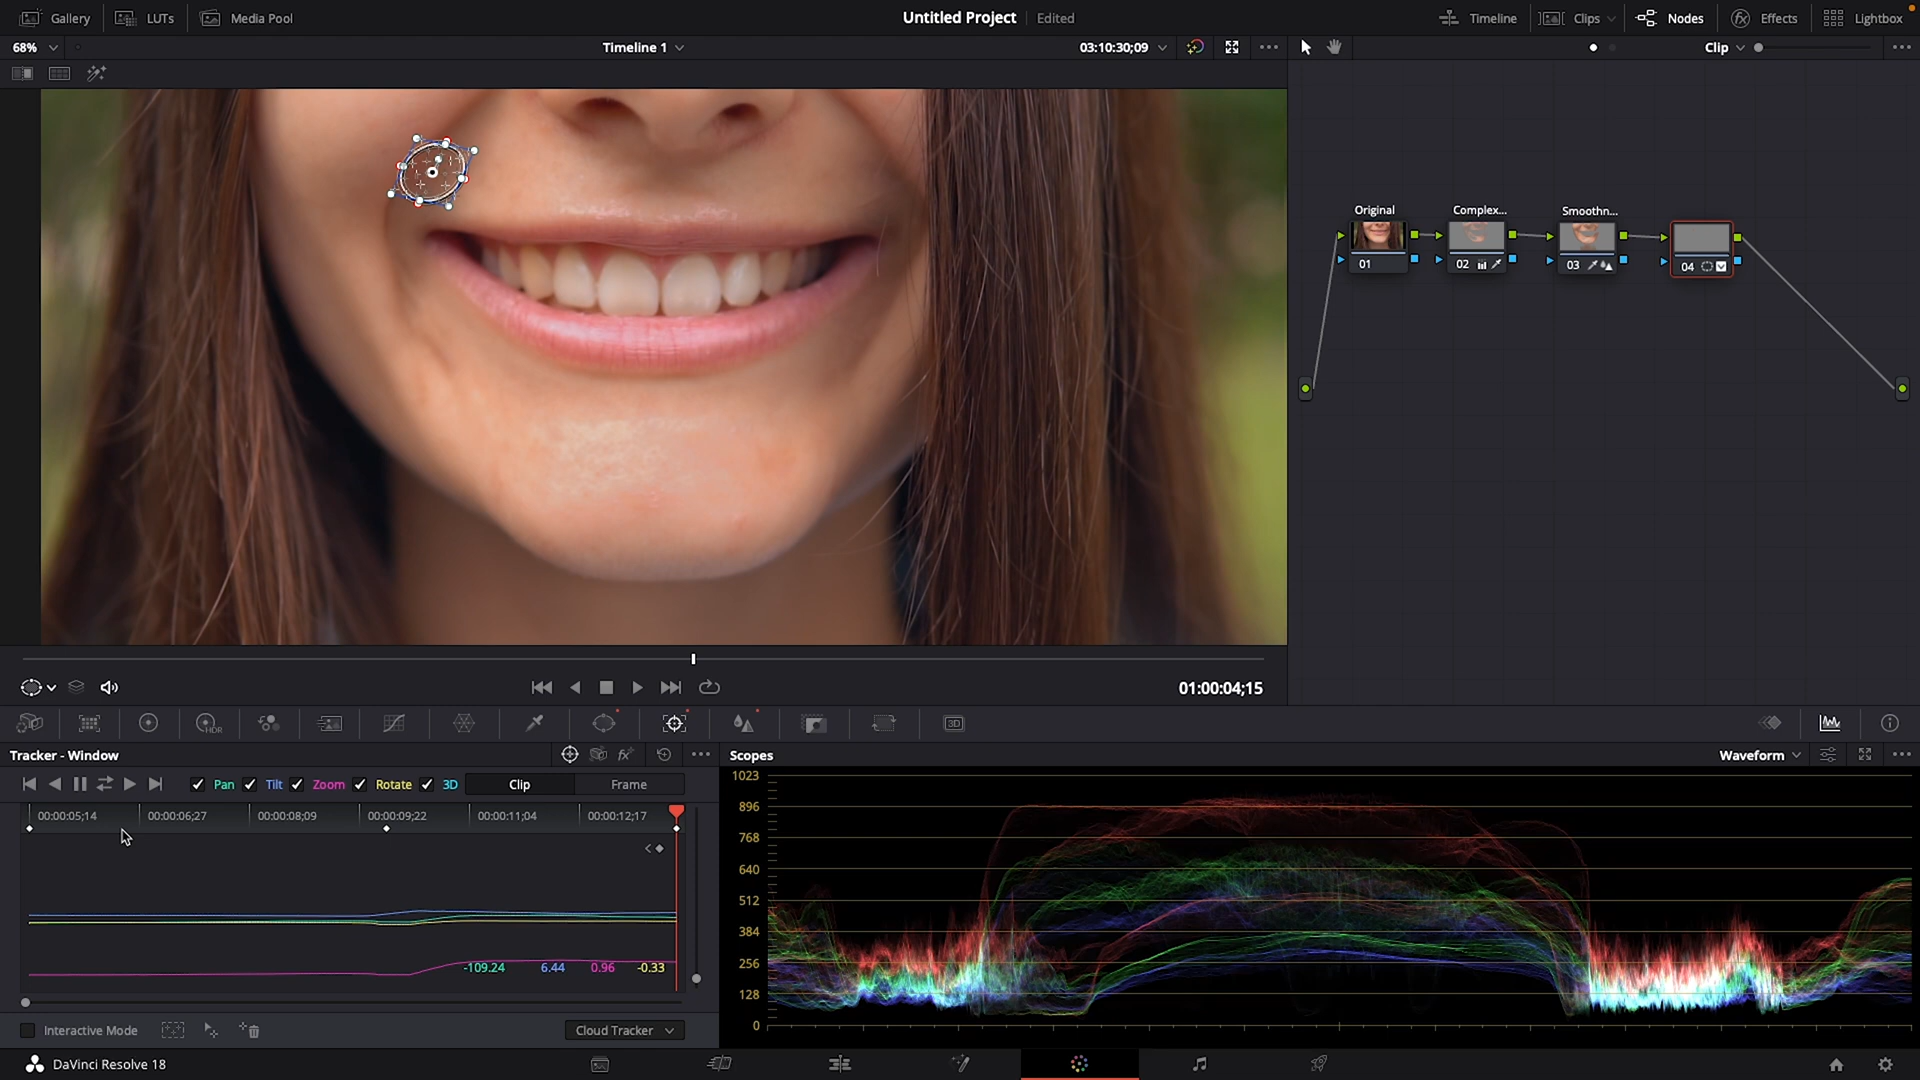 Gallery LUTs Media Pool Untitled Project Edited Timeline Clips Nodes Effects Lightbox
68% Timeline 1 03:10:30;09 Clip
Original Complex... Smoothn...
01 02 03 04
01:00:04;15
HDR 3D
Tracker - Window
Pan Tilt Zoom Rotate 3D Clip Frame
00:00:05;14 00:00:06;27 00:00:08;09 00:00:09;22 00:00:11;04 00:00:12;17
-109.24 6.44 0.96 -0.33
Interactive Mode Cloud Tracker
Scopes Waveform
1023
896
768
640
512
384
256
128
0
DaVinci Resolve 18